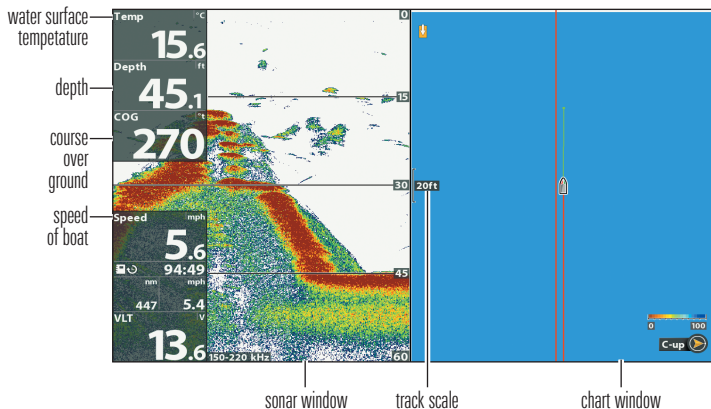 water surface
tempetature
depth
course
over
ground
speed
of boat
Temp °C
15.6
Depth ft
45.1
COG °t
270
Speed mph
5.6
94:49
nm mph
447 5.4
VLT V
13.6
150-220 kHz
0
15
30
45
60
20ft
0 100
C-up
sonar window
track scale
chart window